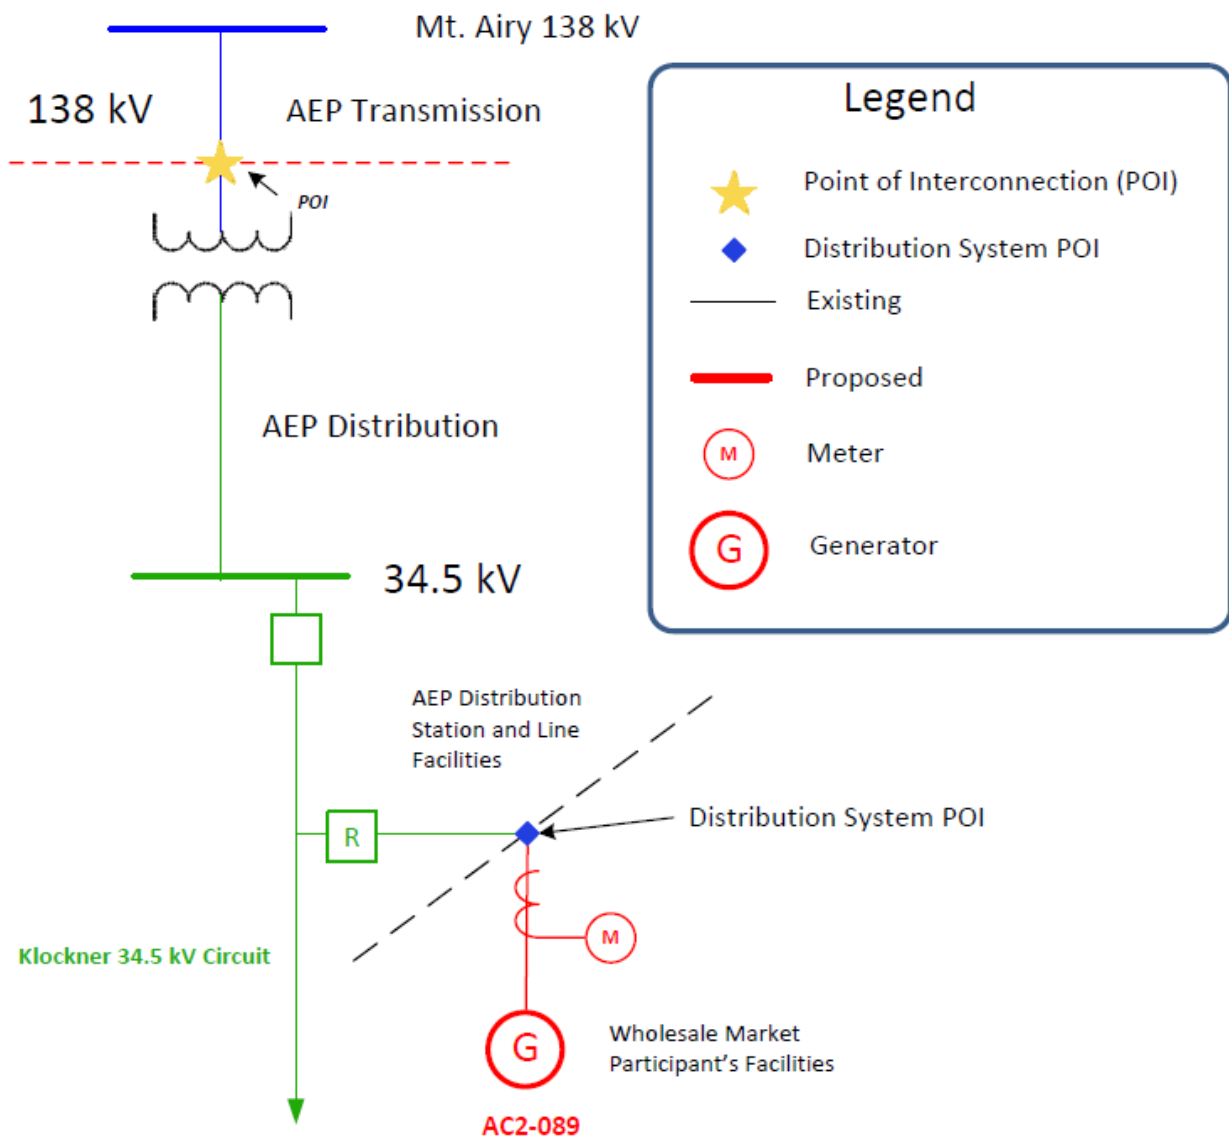 Mt. Airy 138 kV
138 kV
AEP Transmission
POI
AEP Distribution
34.5 kV
Legend
Point of Interconnection (POI)
Distribution System POI
Existing
Proposed
M
Meter
G
Generator
AEP Distribution
Station and Line
Facilities
R
Distribution System POI
Klockner 34.5 kV Circuit
M
G
Wholesale Market
Participant's Facilities
AC2-089